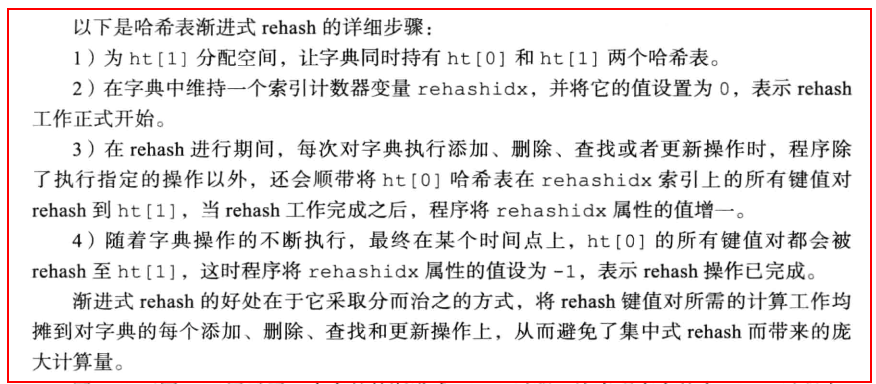 以下是哈希表渐进式 rehash 的详细步骤：
1）为 ht[1] 分配空间，让字典同时持有 ht[0] 和 ht[1] 两个哈希表。
2）在字典中维持一个索引计数器变量 rehashidx，并将它的值设置为 0，表示 rehash
工作正式开始。
3）在 rehash 进行期间，每次对字典执行添加、删除、查找或者更新操作时，程序除
了执行指定的操作以外，还会顺带将 ht[0] 哈希表在 rehashidx 索引上的所有键值对
rehash 到 ht[1]，当 rehash 工作完成之后，程序将 rehashidx 属性的值增一。
4）随着字典操作的不断执行，最终在某个时间点上，ht[0] 的所有键值对都会被
rehash 至 ht[1]，这时程序将 rehashidx 属性的值设为 -1，表示 rehash 操作已完成。
渐进式 rehash 的好处在于它采取分而治之的方式，将 rehash 键值对所需的计算工作均
摊到对字典的每个添加、删除、查找和更新操作上，从而避免了集中式 rehash 而带来的庞
大计算量。